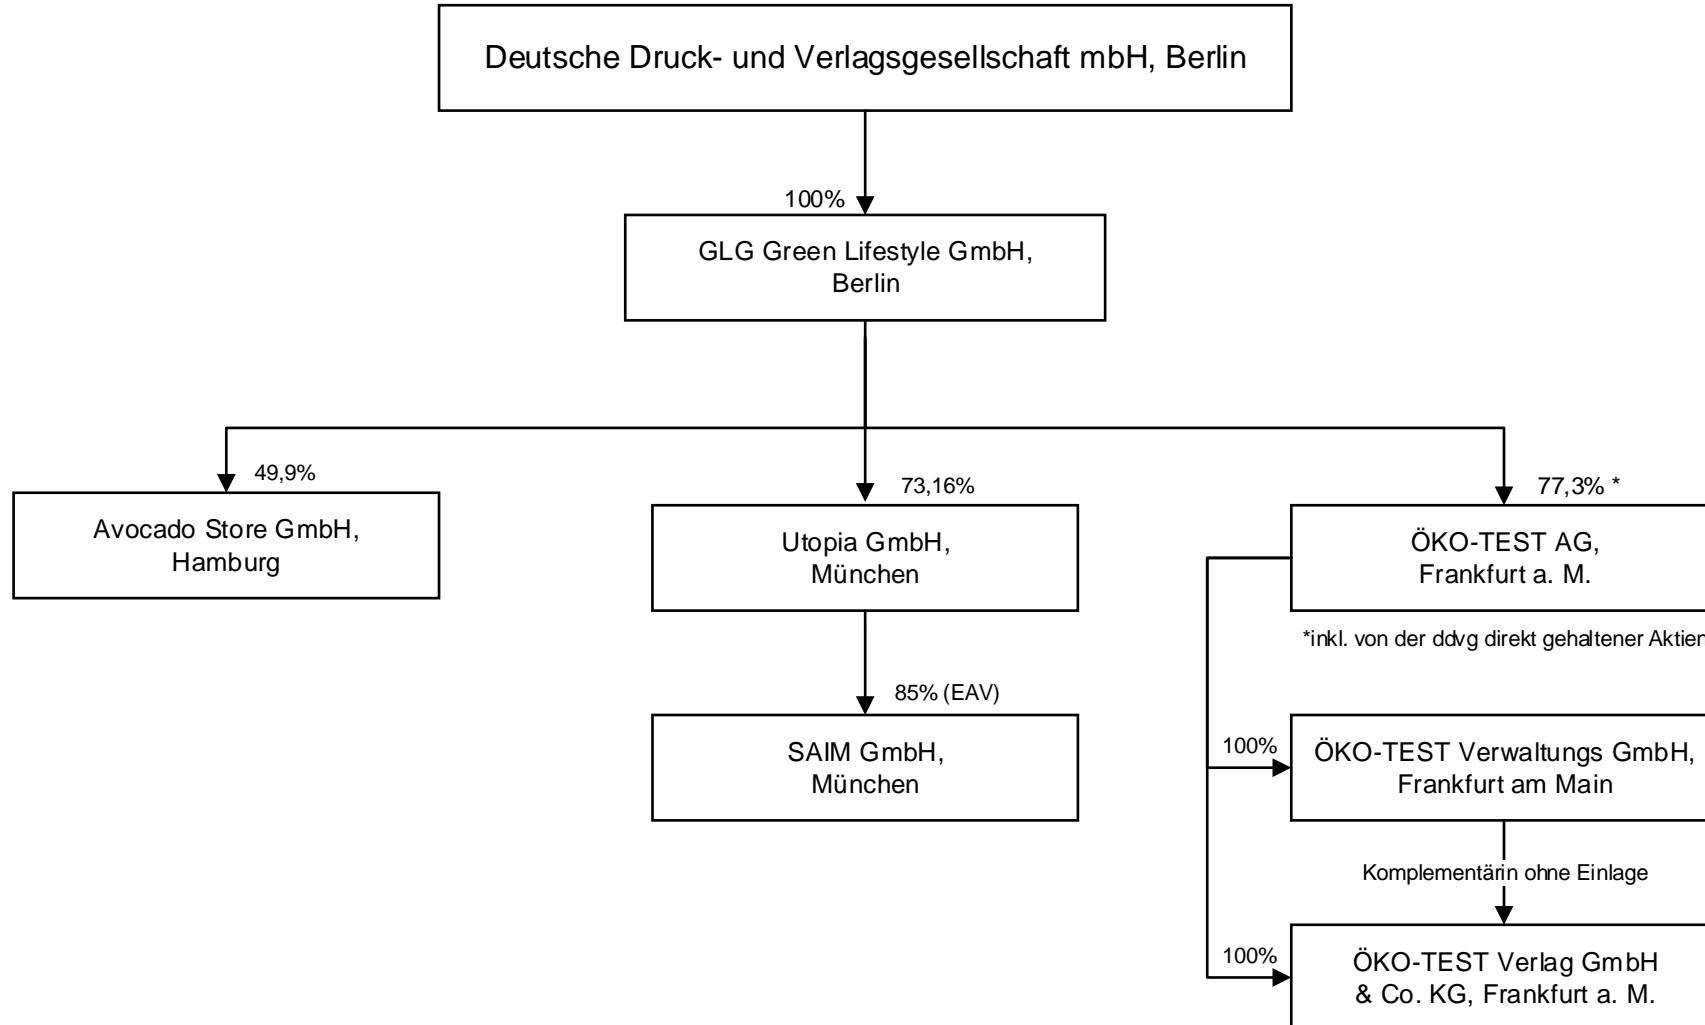 Deutsche Druck- und Verlagsgesellschaft mbH, Berlin
100%
GLG Green Lifestyle GmbH,
Berlin
49,9%
73,16%
77,3% *
Avocado Store GmbH,
Hamburg
Utopia GmbH,
München
ÖKO-TEST AG,
Frankfurt a. M.
*inkl. von der ddvg direkt gehaltener Aktien
85% (EAV)
SAIM GmbH,
München
100%
ÖKO-TEST Verwaltungs GmbH,
Frankfurt am Main
Komplementärin ohne Einlage
100%
ÖKO-TEST Verlag GmbH
& Co. KG, Frankfurt a. M.